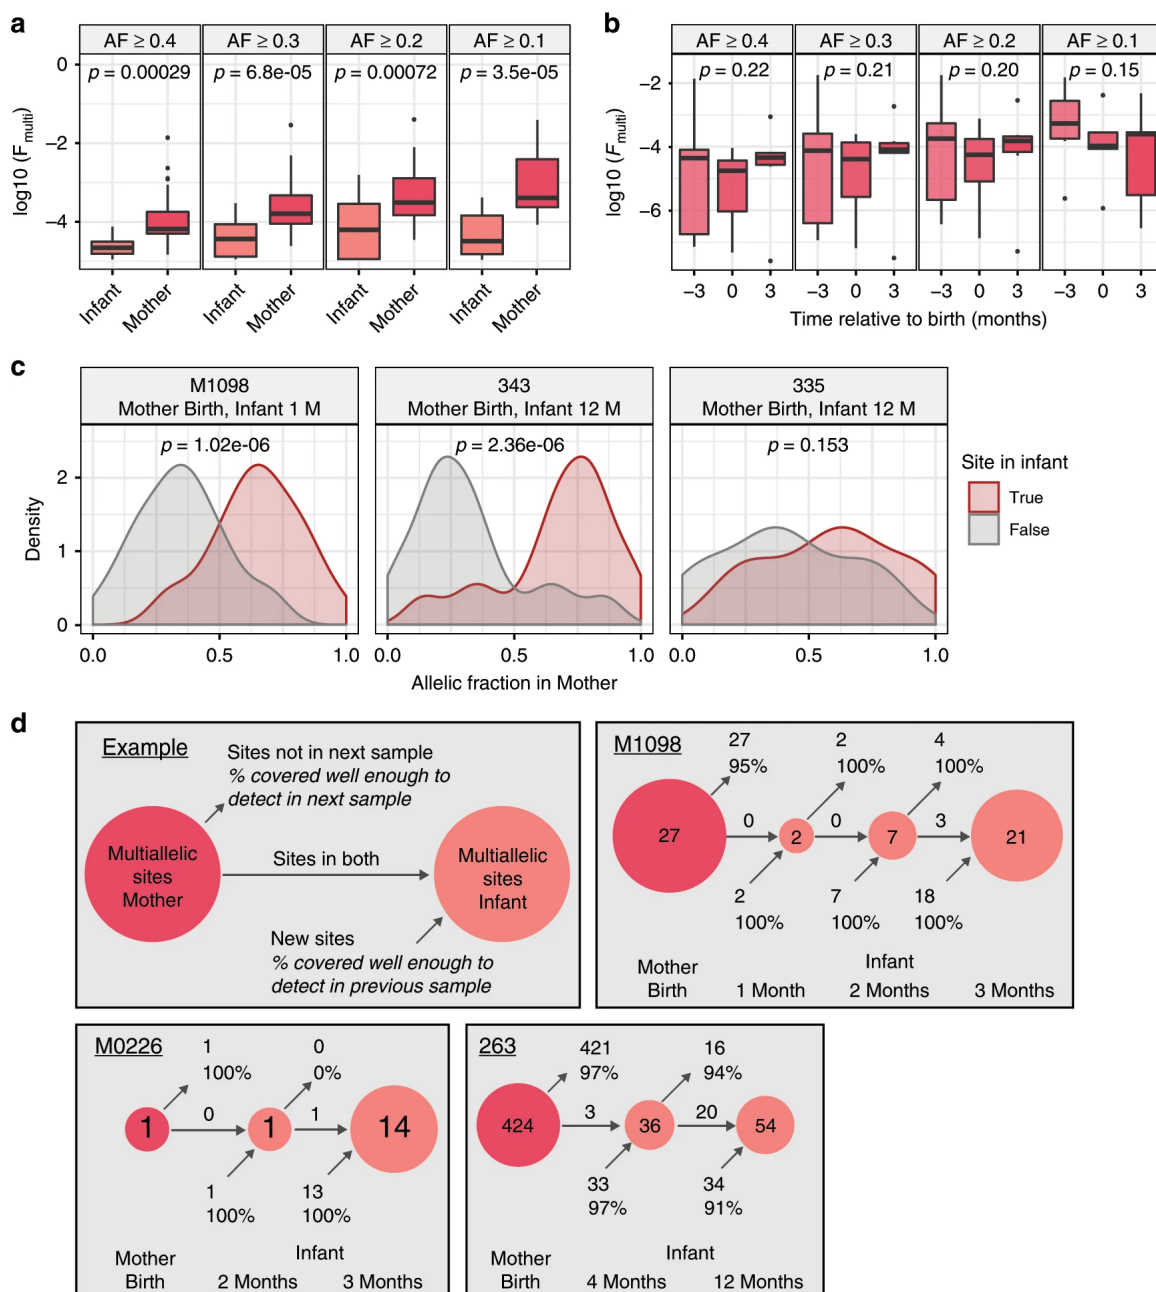 a
AF ≥ 0.4
AF ≥ 0.3
AF ≥ 0.2
AF ≥ 0.1
p = 0.00029
p = 6.8e-05
p = 0.00072
p = 3.5e-05
log10 (Fmulti)
0
−2
−4
Infant
Mother
Infant
Mother
Infant
Mother
Infant
Mother
b
AF ≥ 0.4
AF ≥ 0.3
AF ≥ 0.2
AF ≥ 0.1
p = 0.22
p = 0.21
p = 0.20
p = 0.15
log10 (Fmulti)
−2
−4
−6
−3 0 3
−3 0 3
−3 0 3
−3 0 3
Time relative to birth (months)
c
M1098
Mother Birth, Infant 1 M
p = 1.02e-06
343
Mother Birth, Infant 12 M
p = 2.36e-06
335
Mother Birth, Infant 12 M
p = 0.153
Density
2
1
0
0.0 0.5 1.0
0.0 0.5 1.0
0.0 0.5 1.0
Allelic fraction in Mother
Site in infant
True
False
d
Example
Sites not in next sample
% covered well enough to
detect in next sample
Multiallelic
sites
Mother
Sites in both
Multiallelic
sites
Infant
New sites
% covered well enough to
detect in previous sample
M1098
27
95%
2
100%
4
100%
27
0
2
0
7
3
21
2
100%
7
100%
18
100%
Mother
Birth
Infant
1 Month
2 Months
3 Months
M0226
1
100%
0
0%
1
0
1
1
14
1
100%
13
100%
Mother
Birth
Infant
2 Months
3 Months
263
421
97%
16
94%
424
3
36
20
54
33
97%
34
91%
Mother
Birth
Infant
4 Months
12 Months